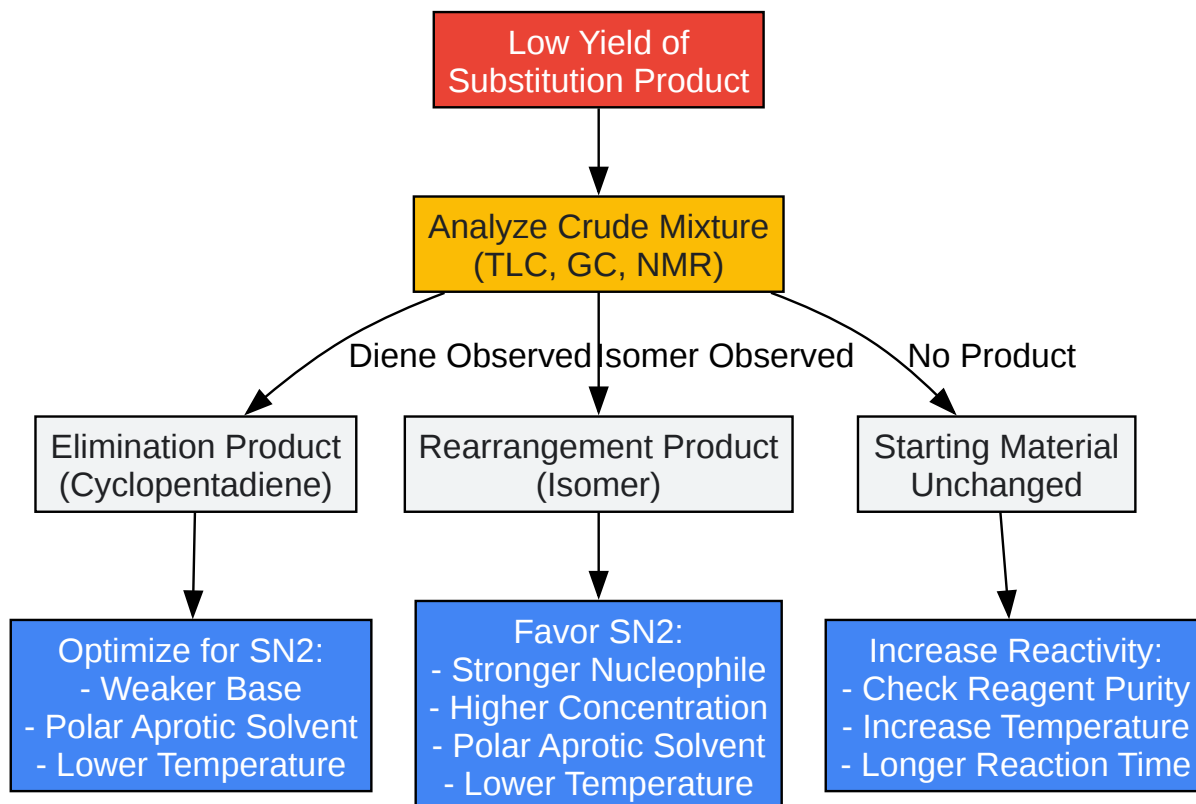 Low Yield of
Substitution Product
Analyze Crude Mixture
(TLC, GC, NMR)
Diene Observed
Isomer Observed
No Product
Elimination Product
(Cyclopentadiene)
Rearrangement Product
(Isomer)
Starting Material
Unchanged
Optimize for SN2:
- Weaker Base
- Polar Aprotic Solvent
- Lower Temperature
Favor SN2:
- Stronger Nucleophile
- Higher Concentration
- Polar Aprotic Solvent
- Lower Temperature
Increase Reactivity:
- Check Reagent Purity
- Increase Temperature
- Longer Reaction Time